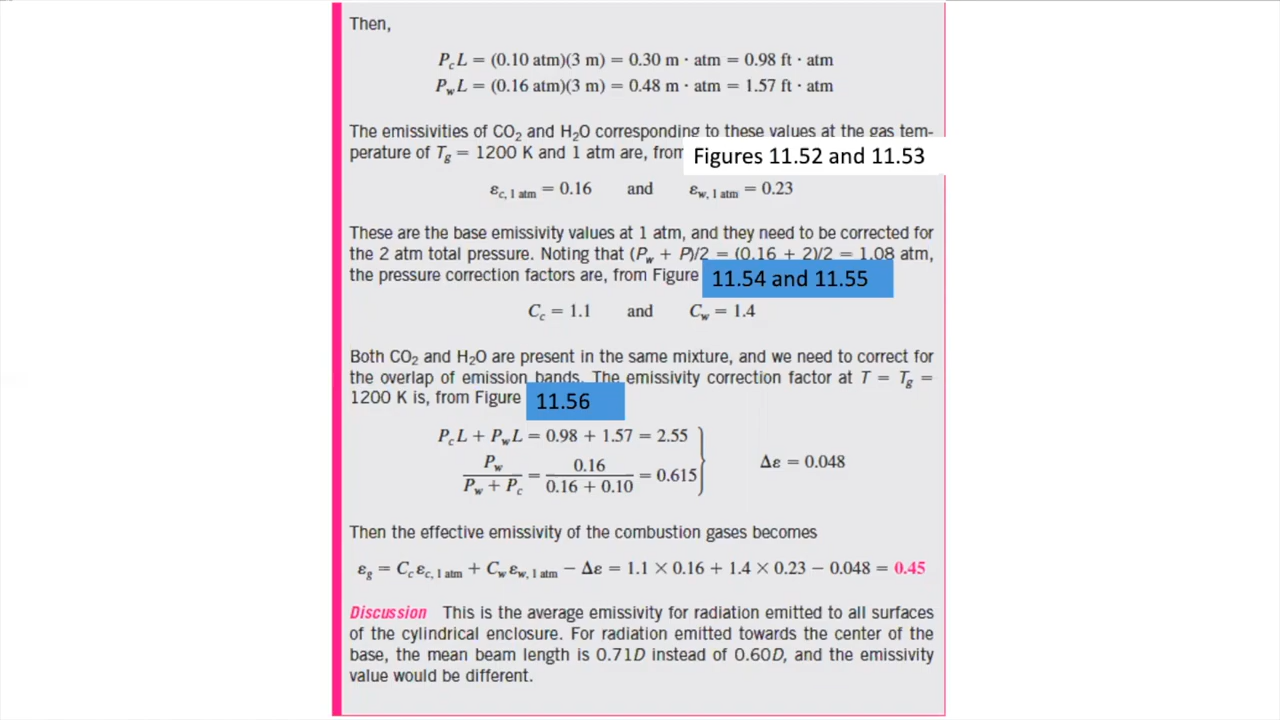 Then,
P_c L = (0.10 atm)(3 m) = 0.30 m · atm = 0.98 ft · atm
P_w L = (0.16 atm)(3 m) = 0.48 m · atm = 1.57 ft · atm
The emissivities of CO₂ and H₂O corresponding to these values at the gas tem-
perature of T_g = 1200 K and 1 atm are, from Figures 11.52 and 11.53
ε_c, 1 atm = 0.16 and ε_w, 1 atm = 0.23
These are the base emissivity values at 1 atm, and they need to be corrected for
the 2 atm total pressure. Noting that (P_w + P)/2 = (0.16 + 2)/2 = 1.08 atm,
the pressure correction factors are, from Figure 11.54 and 11.55
C_c = 1.1 and C_w = 1.4
Both CO₂ and H₂O are present in the same mixture, and we need to correct for
the overlap of emission bands. The emissivity correction factor at T = T_g =
1200 K is, from Figure 11.56
P_c L + P_w L = 0.98 + 1.57 = 2.55
P_w / (P_w + P_c) = 0.16 / (0.16 + 0.10) = 0.615
Δε = 0.048
Then the effective emissivity of the combustion gases becomes
ε_g = C_c ε_c, 1 atm + C_w ε_w, 1 atm − Δε = 1.1 × 0.16 + 1.4 × 0.23 − 0.048 = 0.45
Discussion This is the average emissivity for radiation emitted to all surfaces
of the cylindrical enclosure. For radiation emitted towards the center of the
base, the mean beam length is 0.71D instead of 0.60D, and the emissivity
value would be different.